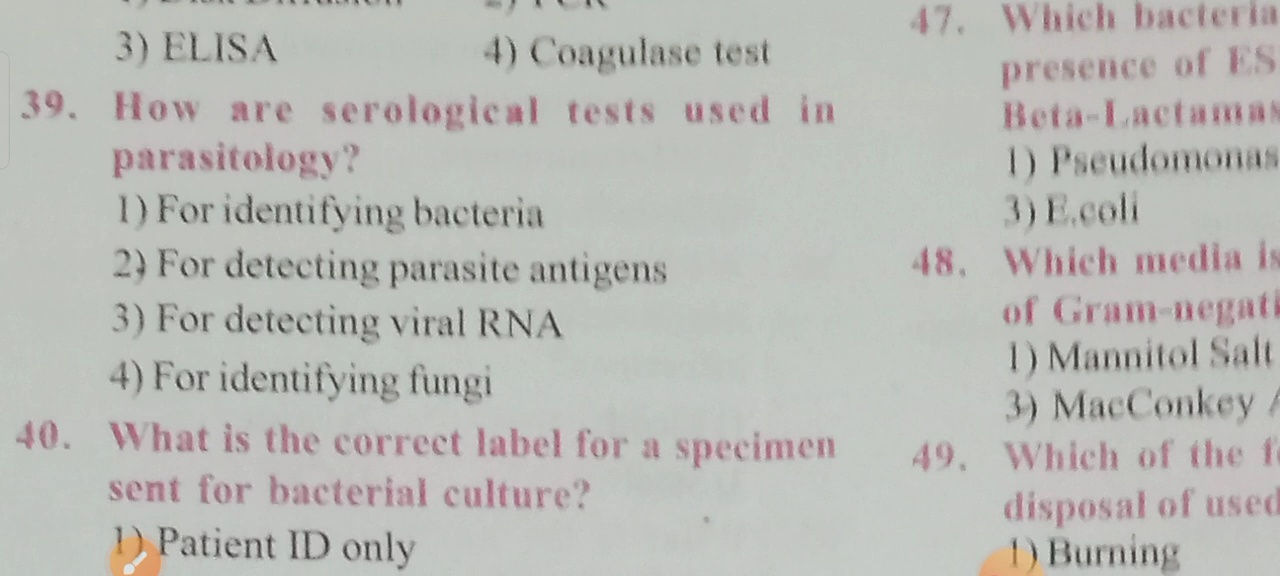 3) ELISA 4) Coagulase test
39. How are serological tests used in
parasitology?
1) For identifying bacteria
2) For detecting parasite antigens
3) For detecting viral RNA
4) For identifying fungi
40. What is the correct label for a specimen
sent for bacterial culture?
1) Patient ID only
47. Which bacteria
presence of ES
Beta-Lactamas
1) Pseudomonas
3) E.coli
48. Which media is
of Gram-negati
1) Mannitol Salt
3) MacConkey
49. Which of the f
disposal of used
1) Burning